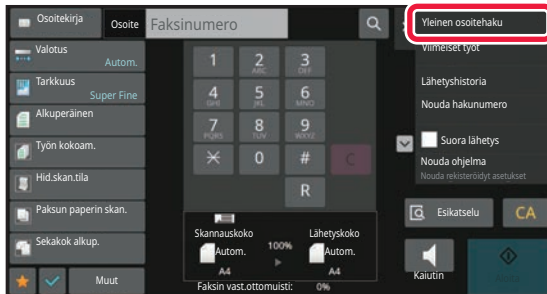 Osoitekirja
Osoite
Faksinumero
Yleinen osoitehaku
Valotus
Autom.
Tarkkuus
Super Fine
Alkuperäinen
Työn kokoam.
Hid.skan.tila
Paksun paperin skan.
Sekakok alkup.
Muut
1
2
ABC
3
DEF
4
GHI
5
JKL
6
MNO
7
PQRS
8
TUV
9
WXYZ
0
#
C
R
Skannauskoko
Lähetyskoko
Autom.
100%
Autom.
A4
A4
Faksin vast.ottomuisti:
0%
Viimeiset työt
Lähetyshistoria
Nouda hakunumero
Suora lähetys
Nouda ohjelma
Nouda rekisteröidyt asetukset
Esikatselu
CA
Kaiutin